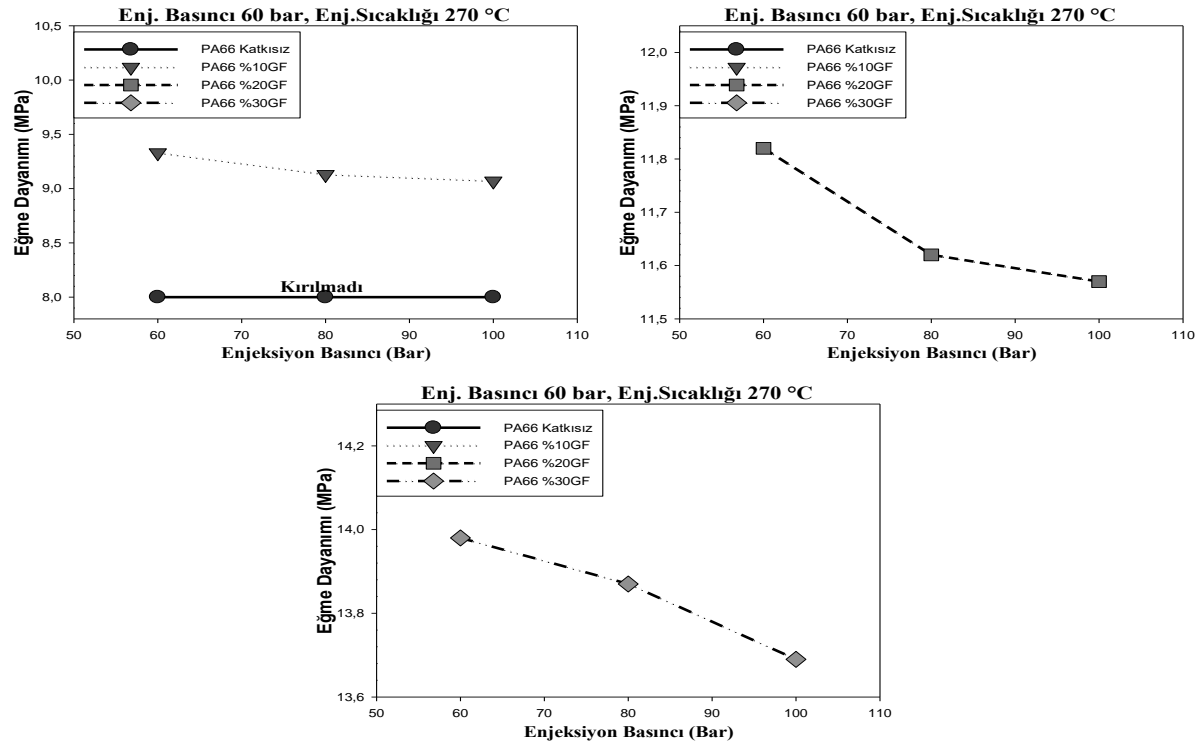 Enj. Basıncı 60 bar, Enj.Sıcaklığı 270 °C
10,5
10,0
9,5
9,0
8,5
8,0
Eğme Dayanımı (MPa)
PA66 Katkısız
PA66 %10GF
PA66 %20GF
PA66 %30GF
Kırılmadı
50 60 70 80 90 100 110
Enjeksiyon Basıncı (Bar)
Enj. Basıncı 60 bar, Enj.Sıcaklığı 270 °C
12,0
11,9
11,8
11,7
11,6
11,5
Eğme Dayanımı (MPa)
PA66 Katkısız
PA66 %10GF
PA66 %20GF
PA66 %30GF
50 60 70 80 90 100 110
Enjeksiyon Basıncı (Bar)
Enj. Basıncı 60 bar, Enj.Sıcaklığı 270 °C
14,2
14,0
13,8
13,6
Eğme Dayanımı (MPa)
PA66 Katkısız
PA66 %10GF
PA66 %20GF
PA66 %30GF
50 60 70 80 90 100 110
Enjeksiyon Basıncı (Bar)